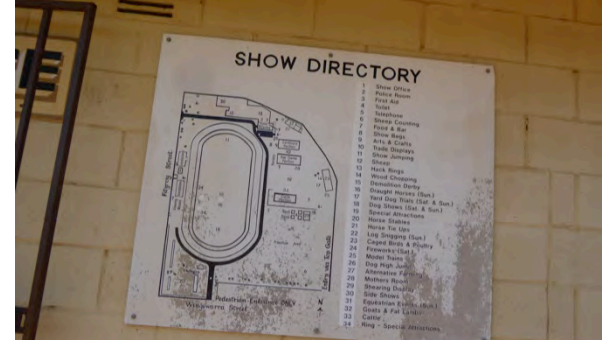 SHOW DIRECTORY
1 Show Office
2 Police Room
3 First Aid
4 Toilet
5 Telephone
6 Sheep Counting
7 Food & Bar
8 Show Bags
9 Arts & Crafts
10 Trade Displays
11 Show Jumping
12 Sheep
13 Hack Rings
14 Wood Chopping
15 Demolition Derby
16 Draught Horses (Sun.)
17 Yard Dog Trials (Sat. & Sun.)
18 Dog Shows (Sat. & Sun.)
19 Special Attractions
20 Horse Stables
21 Horse Tie Ups
22 Log Snigging (Sun.)
23 Caged Birds & Poultry
24 Fireworks (Sat.)
25 Model Trains
26 Dog High Jump
27 Alternative Farming
28 Mothers Room
29 Shearing Display
30 Side Shows
31 Equestrian Events (Sun.)
32 Goats & Fat Lambs
33 Cattle
34 Ring - Special Attractions
Street
Pedestrian Entrance ONLY
Street